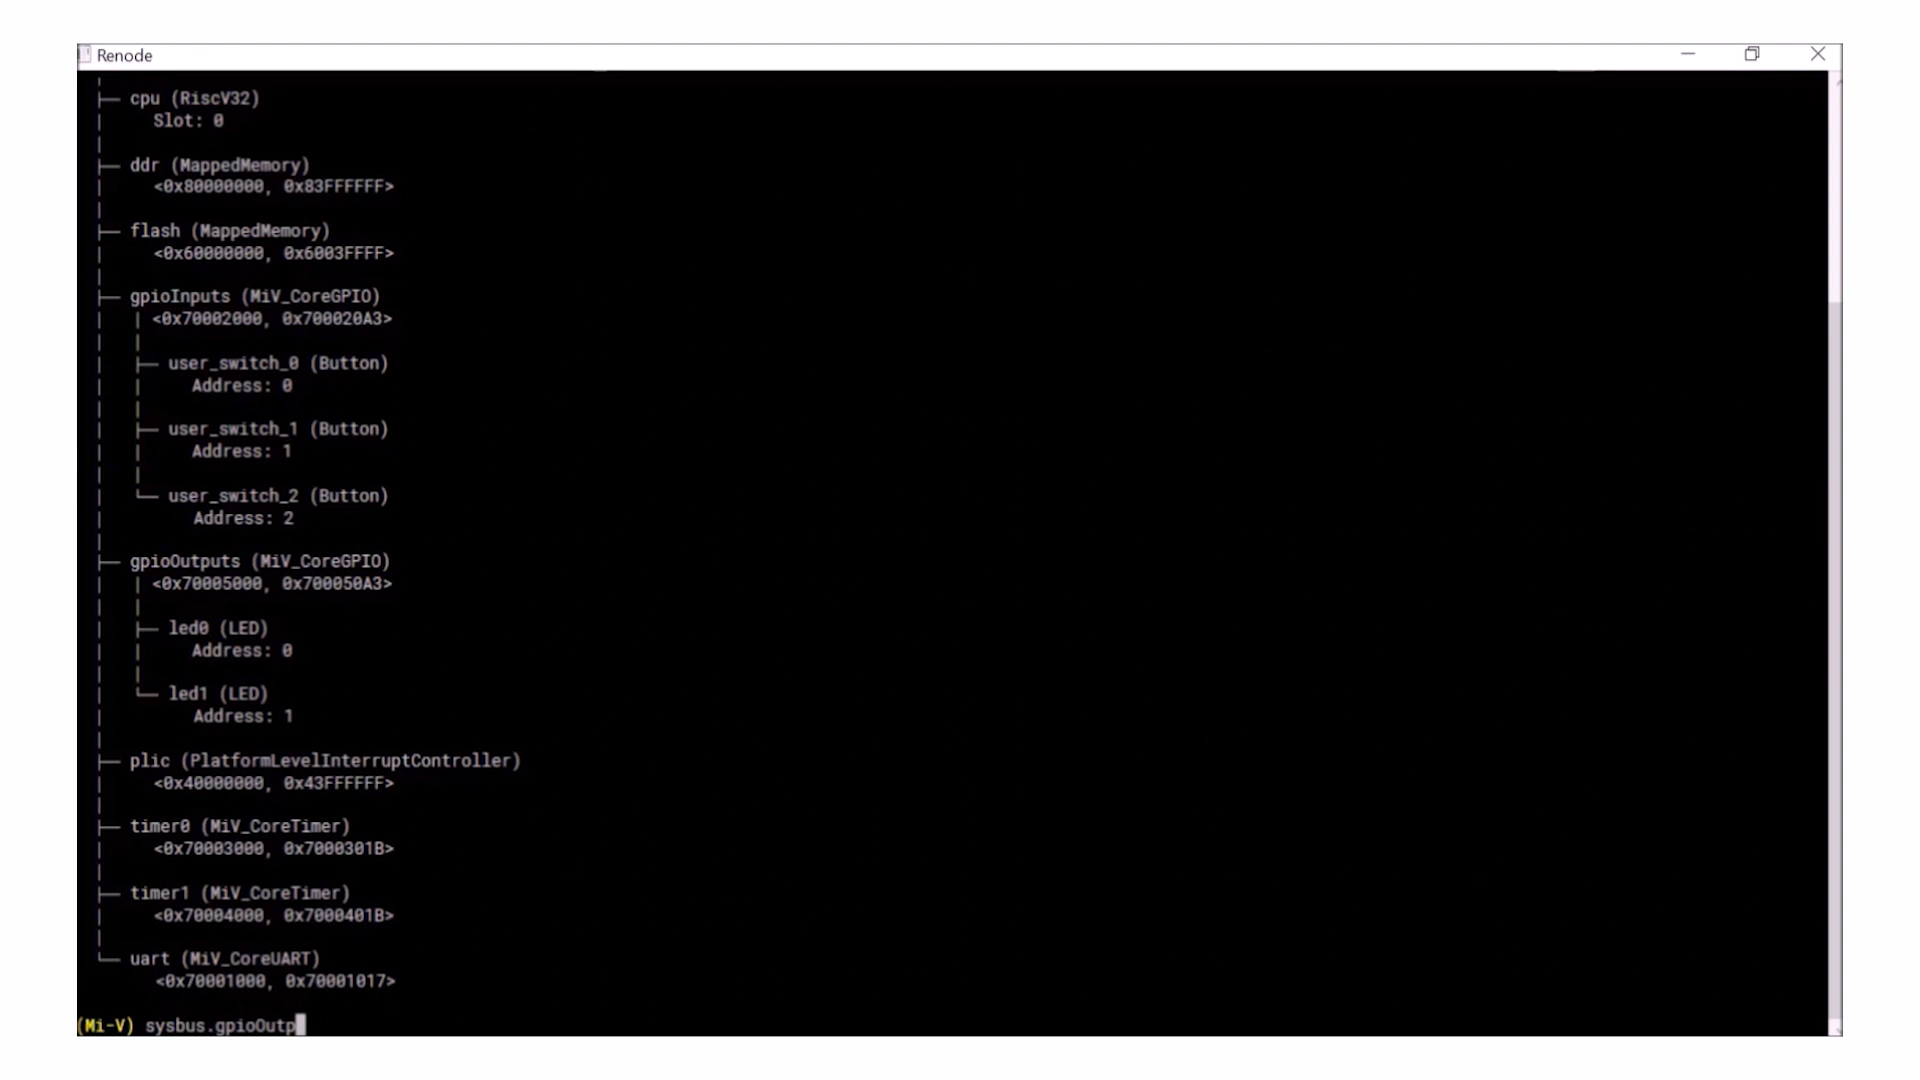 Renode
cpu (RiscV32)
Slot: 0
ddr (MappedMemory)
<0x80000000, 0x83FFFFFF>
flash (MappedMemory)
<0x60000000, 0x6003FFFF>
gpioInputs (MiV_CoreGPIO)
<0x70002000, 0x700020A3>
user_switch_0 (Button)
Address: 0
user_switch_1 (Button)
Address: 1
user_switch_2 (Button)
Address: 2
gpioOutputs (MiV_CoreGPIO)
<0x70005000, 0x700050A3>
led0 (LED)
Address: 0
led1 (LED)
Address: 1
plic (PlatformLevelInterruptController)
<0x40000000, 0x43FFFFFF>
timer0 (MiV_CoreTimer)
<0x70003000, 0x7000301B>
timer1 (MiV_CoreTimer)
<0x70004000, 0x7000401B>
uart (MiV_CoreUART)
<0x70001000, 0x70001017>
(Mi-V) sysbus.gpioOutp